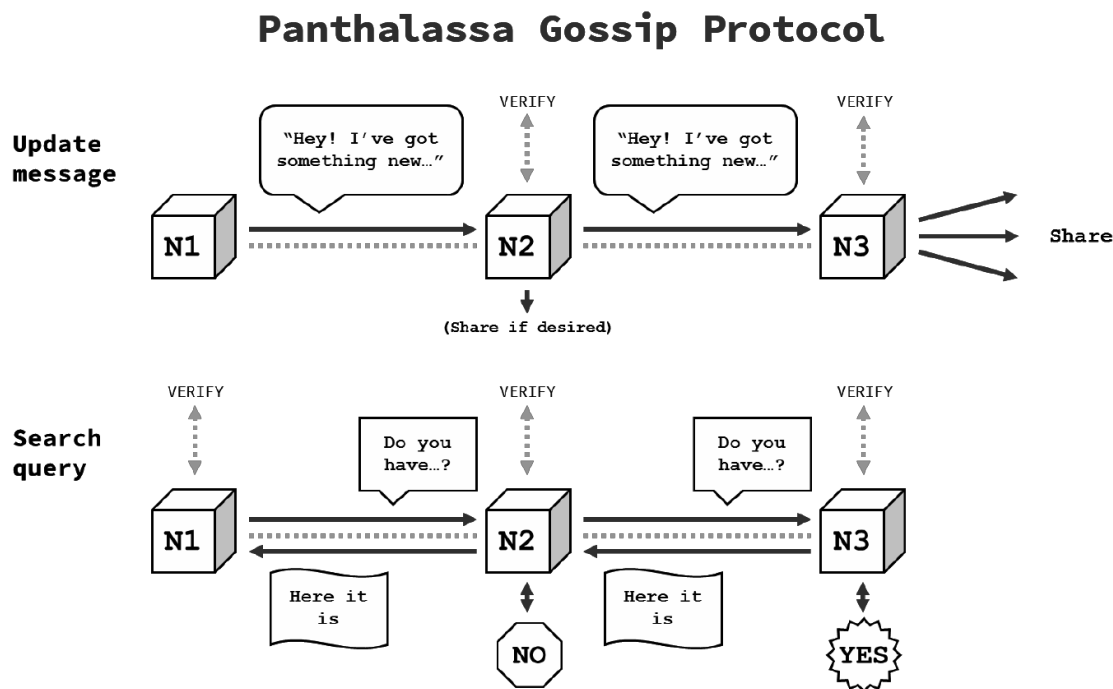 Panthalassa Gossip Protocol
Update
message
VERIFY
VERIFY
“Hey! I’ve got
something new…”
“Hey! I’ve got
something new…”
N1
N2
N3
Share
(Share if desired)
Search
query
VERIFY
VERIFY
VERIFY
Do you
have…?
Do you
have…?
N1
N2
N3
Here it
is
Here it
is
NO
YES